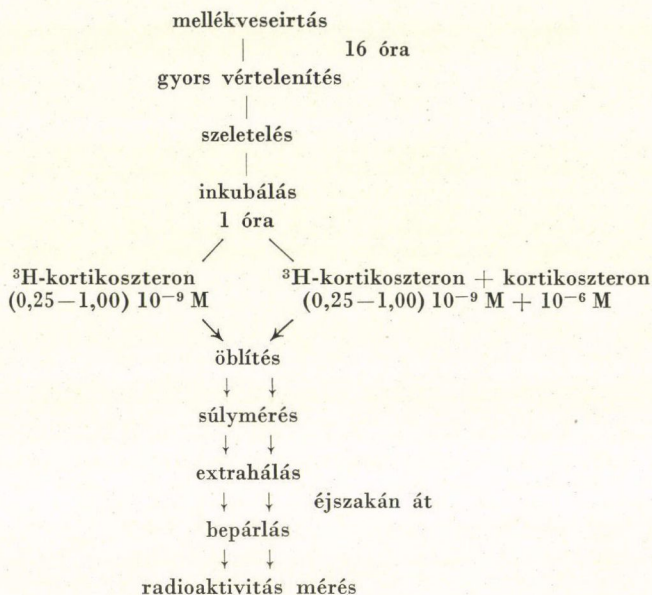 mellékveseirtás
16 óra
gyors vértelenítés
szeletelés
inkubálás
1 óra
³H-kortikoszteron
(0,25—1,00) 10⁻⁹ M
³H-kortikoszteron + kortikoszteron
(0,25—1,00) 10⁻⁹ M + 10⁻⁶ M
öblítés
súlymérés
extrahálás
éjszakán át
bepárlás
radioaktivitás mérés